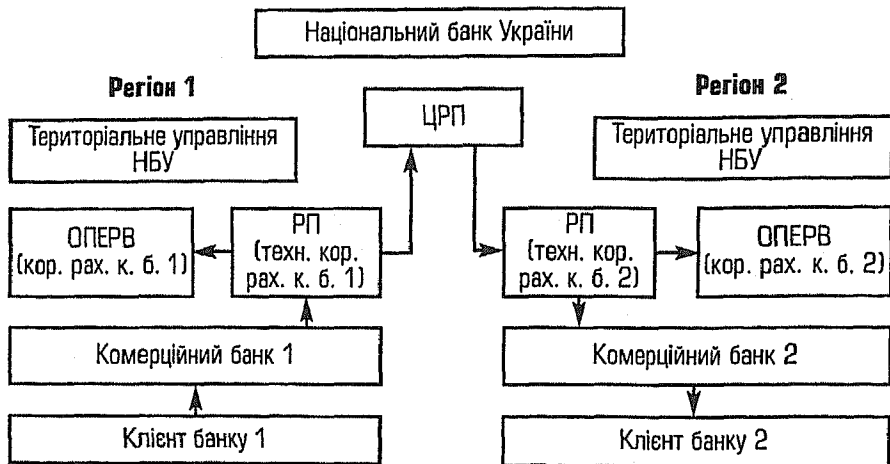 Національний банк України
Регіон 1
Регіон 2
ЦРП
Територіальне управління
НБУ
Територіальне управління
НБУ
ОПЕРВ
(кор. рах. к. б. 1)
РП
(техн. кор.
рах. к. б. 1)
РП
(техн. кор.
рах. к. б. 2)
ОПЕРВ
(кор. рах. к. б. 2)
Комерційний банк 1
Комерційний банк 2
Клієнт банку 1
Клієнт банку 2